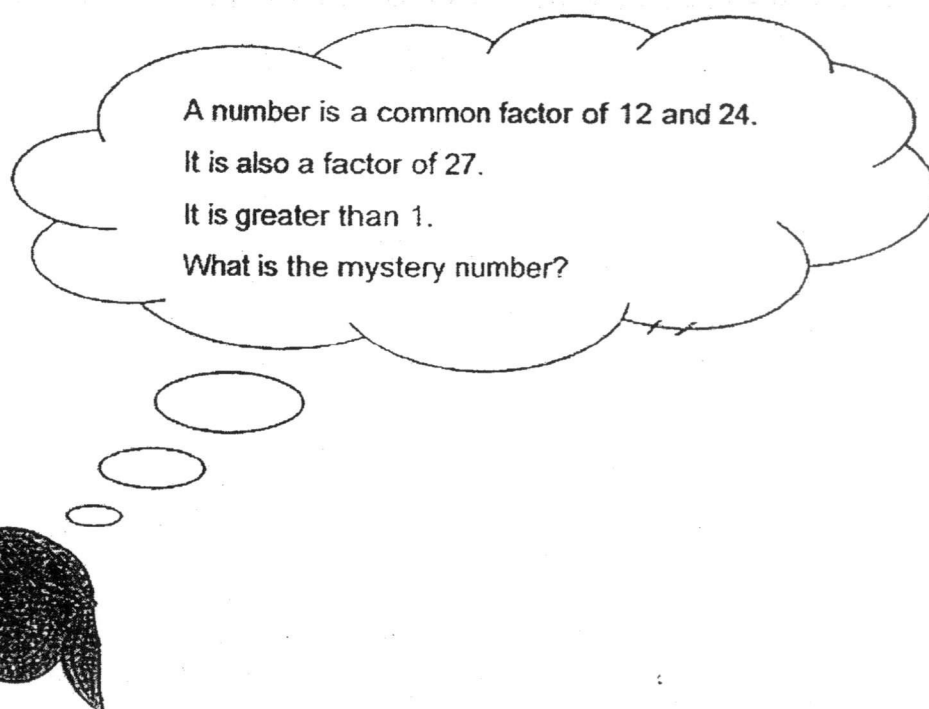 A number is a common factor of 12 and 24.
It is also a factor of 27.
It is greater than 1.
What is the mystery number?